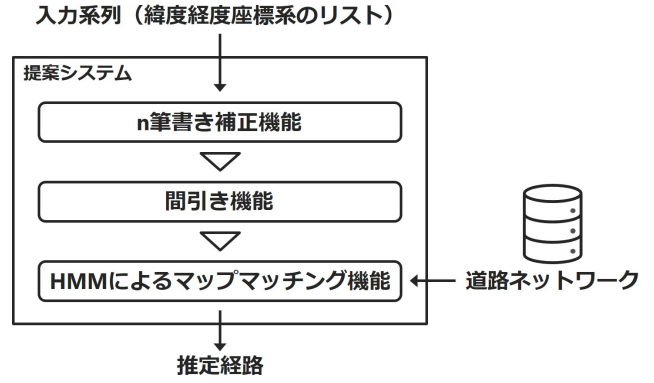 入力系列（緯度経度座標系のリスト）
提案システム
n筆書き補正機能
間引き機能
HMMによるマップマッチング機能
道路ネットワーク
推定経路